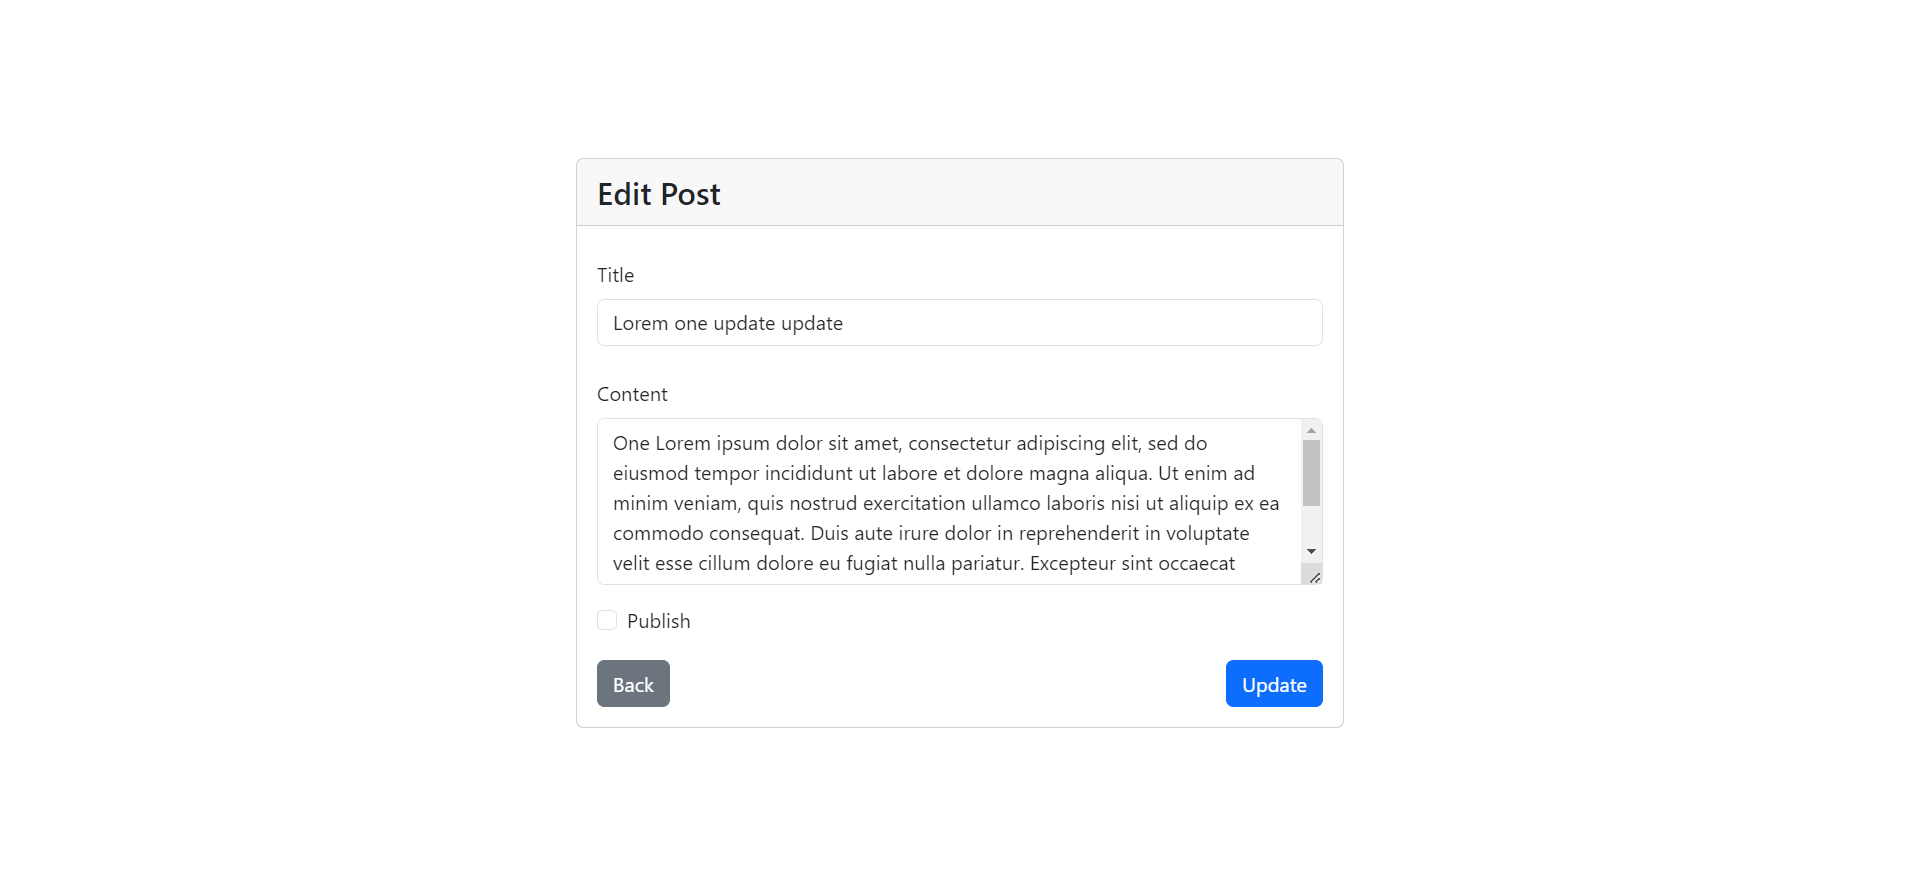 Edit Post
Title
Lorem one update update
Content
One Lorem ipsum dolor sit amet, consectetur adipiscing elit, sed do
eiusmod tempor incididunt ut labore et dolore magna aliqua. Ut enim ad
minim veniam, quis nostrud exercitation ullamco laboris nisi ut aliquip ex ea
commodo consequat. Duis aute irure dolor in reprehenderit in voluptate
velit esse cillum dolore eu fugiat nulla pariatur. Excepteur sint occaecat
Publish
Back
Update